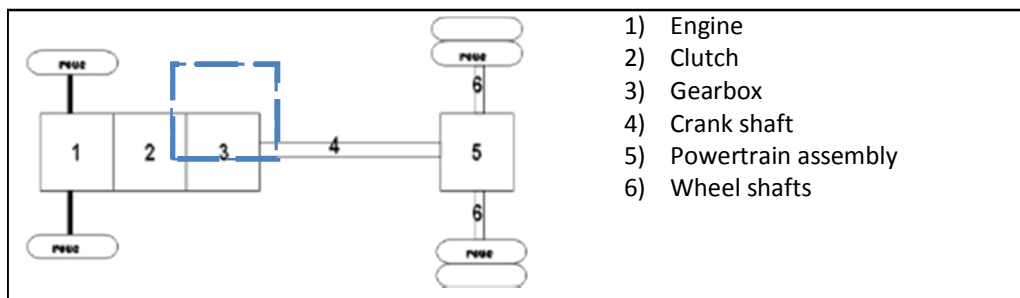 roue
roue
1
2
3
4
5
6
6
roue
roue
1) Engine
2) Clutch
3) Gearbox
4) Crank shaft
5) Powertrain assembly
6) Wheel shafts